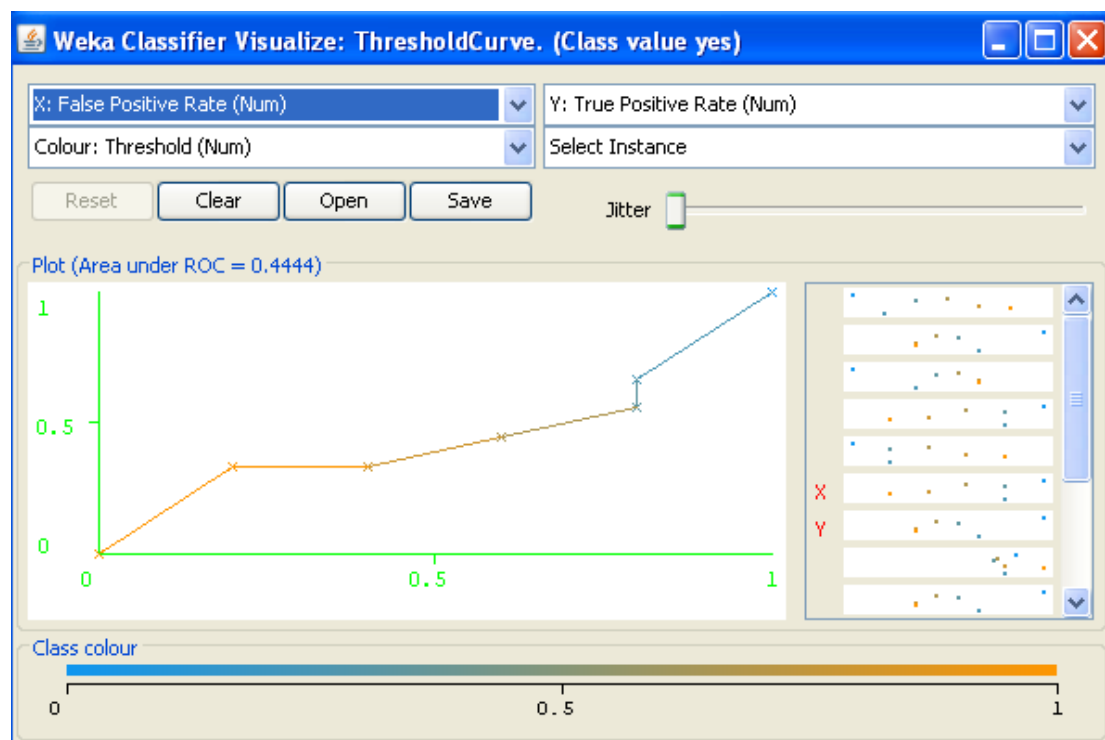 Weka Classifier Visualize: ThresholdCurve. (Class value yes)
X: False Positive Rate (Num) Y: True Positive Rate (Num)
Colour: Threshold (Num) Select Instance
Reset Clear Open Save Jitter
Plot (Area under ROC = 0.4444)
1
0.5
X
Y
0
0 0.5 1
Class colour
0 0.5 1